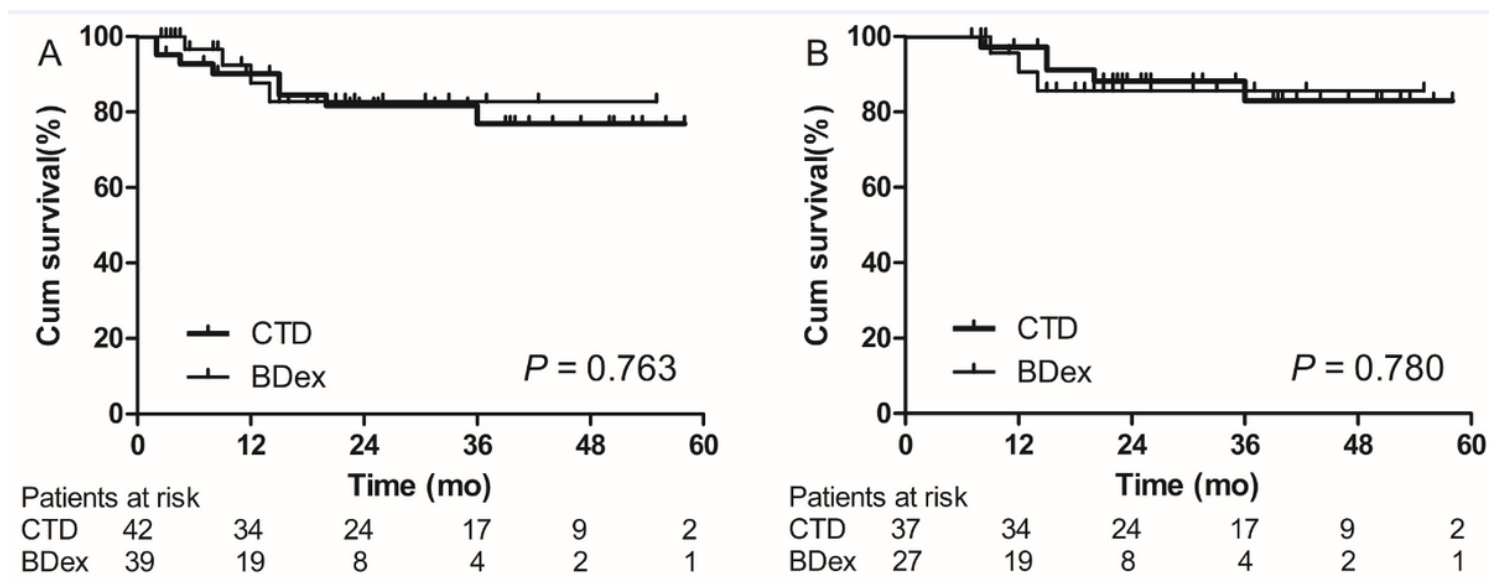 A
Cum survival(%)
100
80
60
40
20
0
CTD
BDex
P = 0.763
0 12 24 36 48 60
Time (mo)
Patients at risk
CTD 42 34 24 17 9 2
BDex 39 19 8 4 2 1
B
Cum survival(%)
100
80
60
40
20
0
CTD
BDex
P = 0.780
0 12 24 36 48 60
Time (mo)
Patients at risk
CTD 37 34 24 17 9 2
BDex 27 19 8 4 2 1